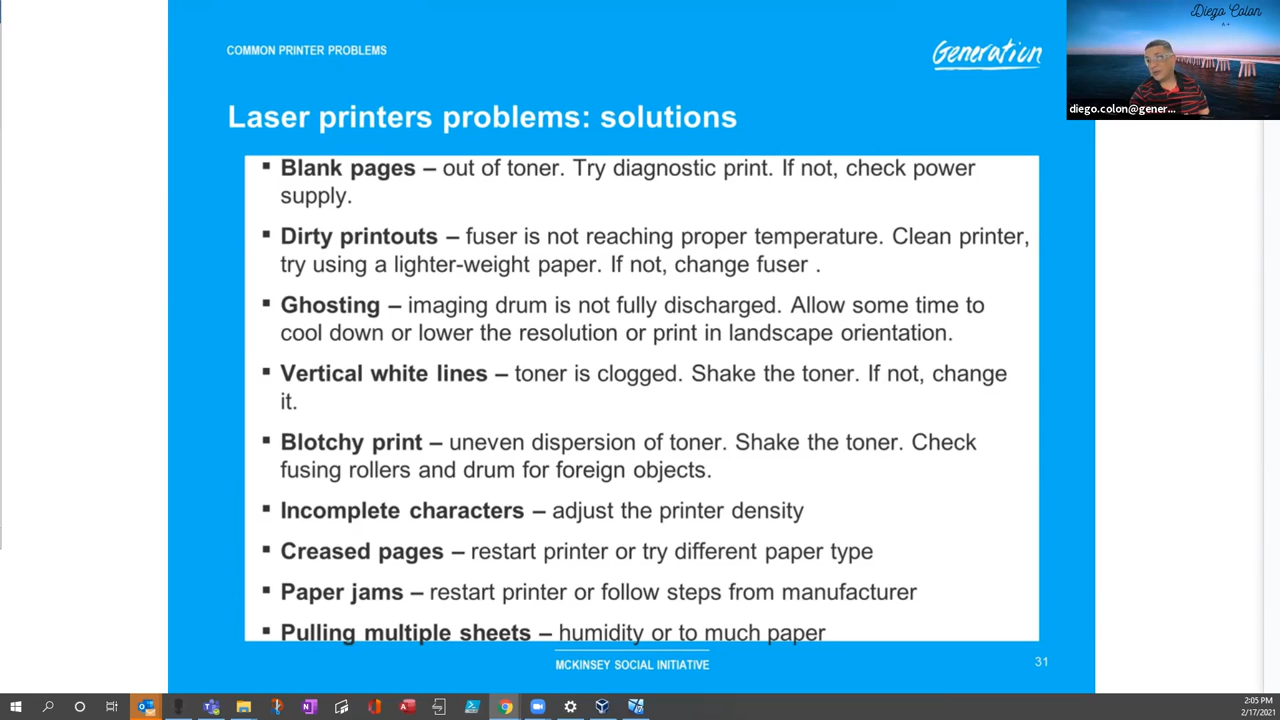 Diego Colon
A+
diego.colon@gener...
COMMON PRINTER PROBLEMS
Generation
Laser printers problems: solutions
▪ Blank pages – out of toner. Try diagnostic print. If not, check power
supply.
▪ Dirty printouts – fuser is not reaching proper temperature. Clean printer,
try using a lighter-weight paper. If not, change fuser .
▪ Ghosting – imaging drum is not fully discharged. Allow some time to
cool down or lower the resolution or print in landscape orientation.
▪ Vertical white lines – toner is clogged. Shake the toner. If not, change
it.
▪ Blotchy print – uneven dispersion of toner. Shake the toner. Check
fusing rollers and drum for foreign objects.
▪ Incomplete characters – adjust the printer density
▪ Creased pages – restart printer or try different paper type
▪ Paper jams – restart printer or follow steps from manufacturer
▪ Pulling multiple sheets – humidity or to much paper
MCKINSEY SOCIAL INITIATIVE
31
2:05 PM
2/17/2021